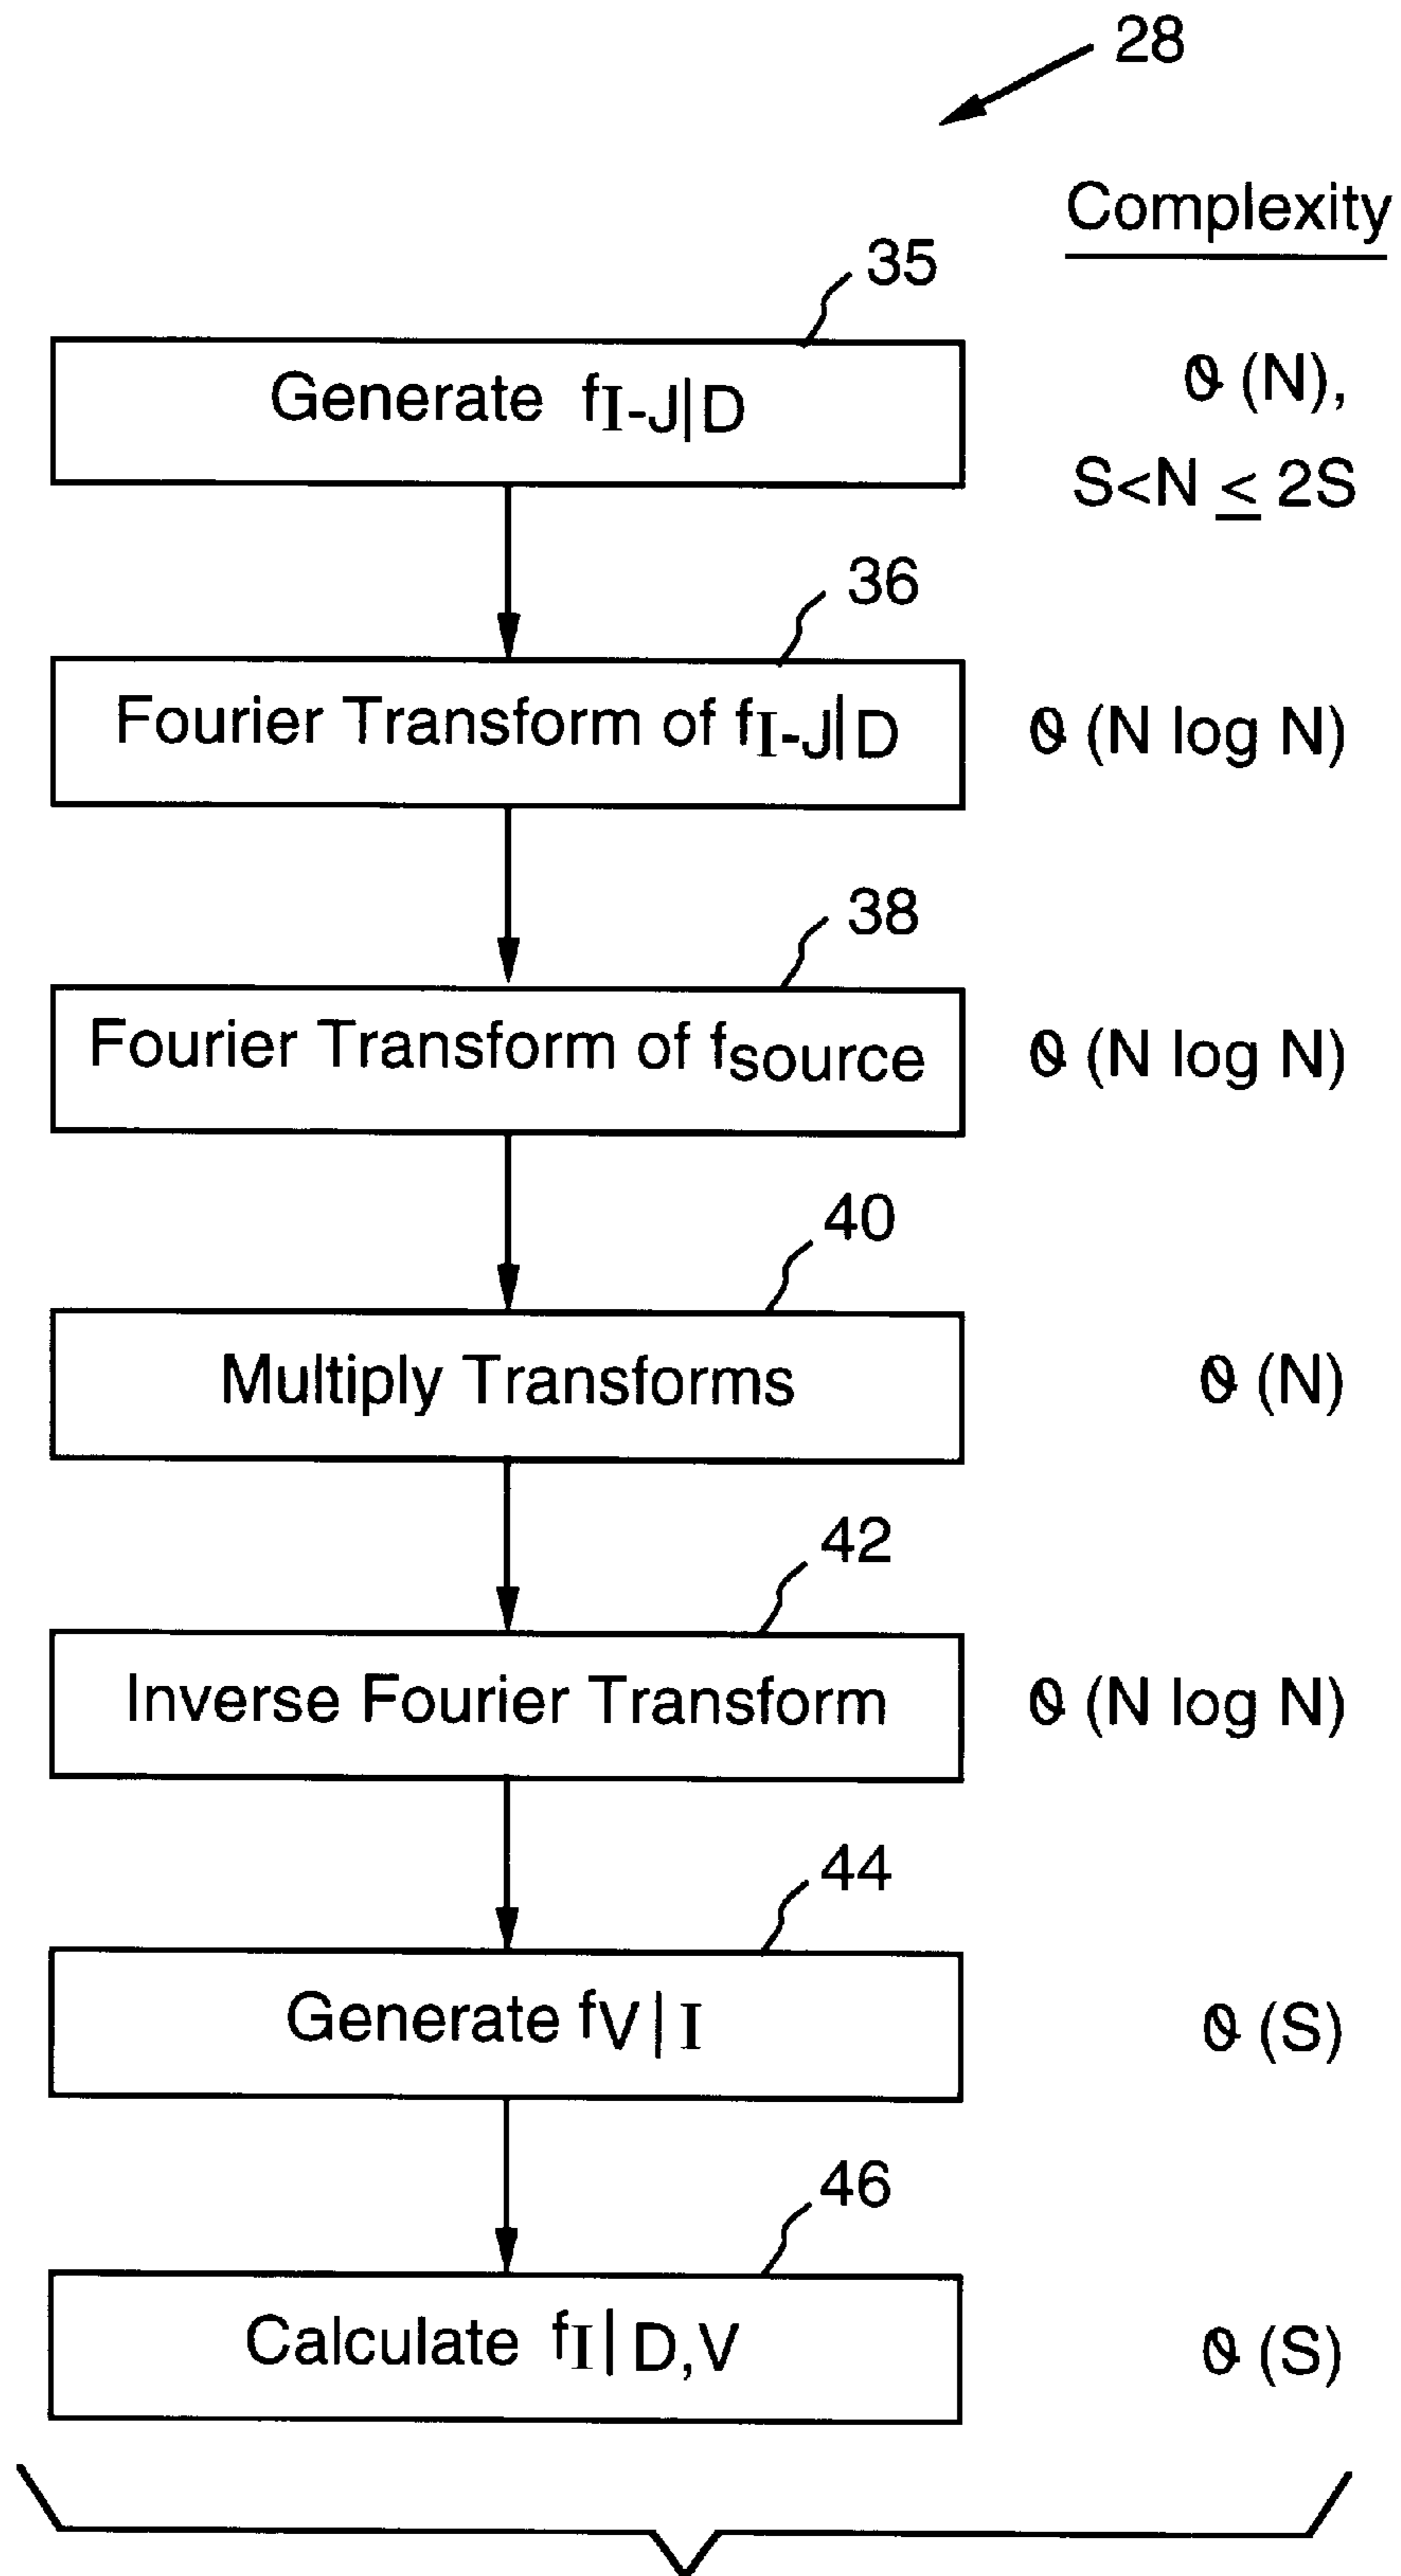 28
Complexity
35
Generate fI-J|D
ϑ (N),
S<N ≤ 2S
36
Fourier Transform of fI-J|D
ϑ (N log N)
38
Fourier Transform of fsource
ϑ (N log N)
40
Multiply Transforms
ϑ (N)
42
Inverse Fourier Transform
ϑ (N log N)
44
Generate fV|I
ϑ (S)
46
Calculate fI|D,V
ϑ (S)